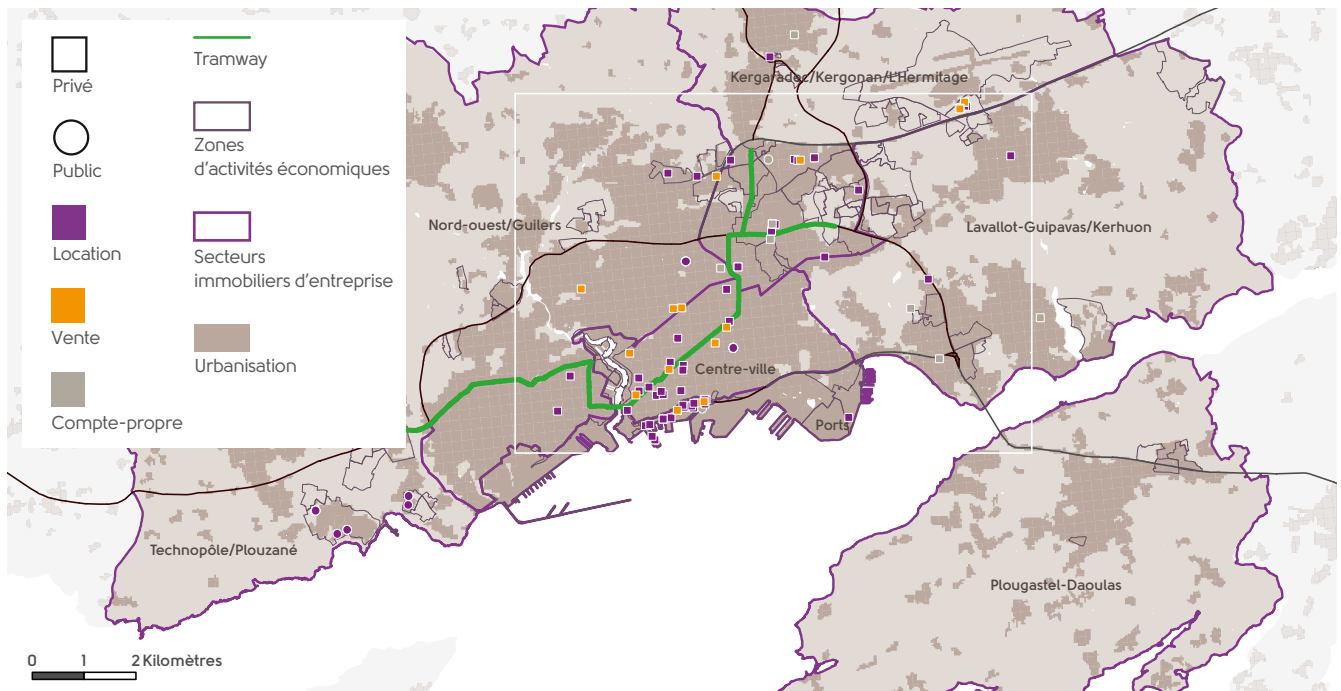 Privé
Public
Location
Vente
Compte-propre
Tramway
Zones
d'activités économiques
Secteurs
immobiliers d'entreprise
Urbanisation
Kergaradec/Kergonan/L'Hermitage
Nord-ouest/Guilers
Lavallot-Guipavas/Kerhuon
Centre-ville
Ports
Technopôle/Plouzané
Plougastel-Daoulas
0 1 2 Kilomètres